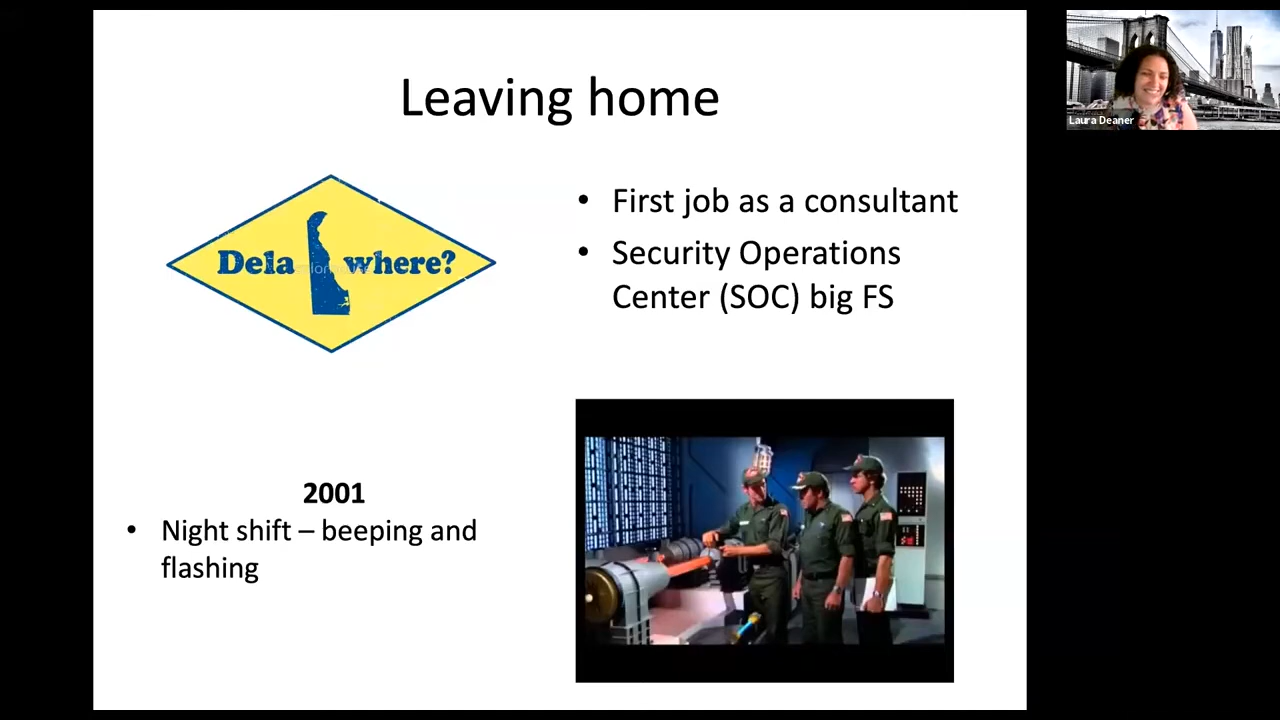 Leaving home
Dela where?
• First job as a consultant
• Security Operations
Center (SOC) big FS
2001
• Night shift – beeping and
flashing
Laura Deaner